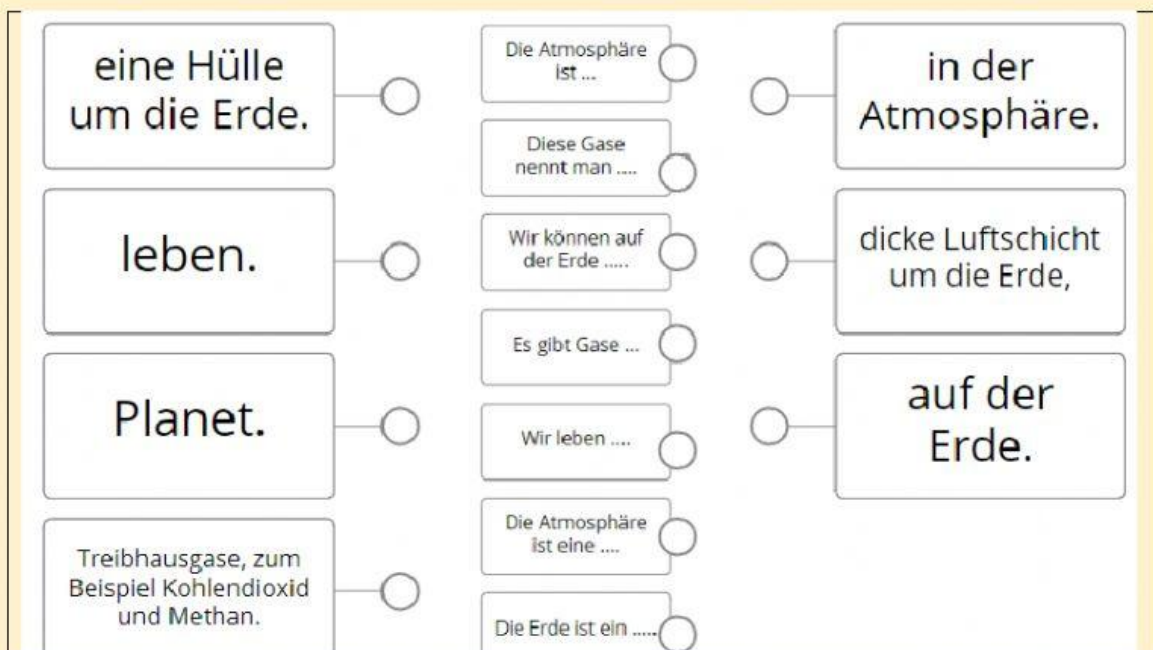 eine Hülle
um die Erde.
leben.
Planet.
Treibhausgase, zum
Beispiel Kohlendioxid
und Methan.
Die Atmosphäre
ist ...
Diese Gase
nennt man ....
Wir können auf
der Erde .....
Es gibt Gase ...
Wir leben ....
Die Atmosphäre
ist eine ....
Die Erde ist ein .....
in der
Atmosphäre.
dicke Luftschicht
um die Erde,
auf der
Erde.